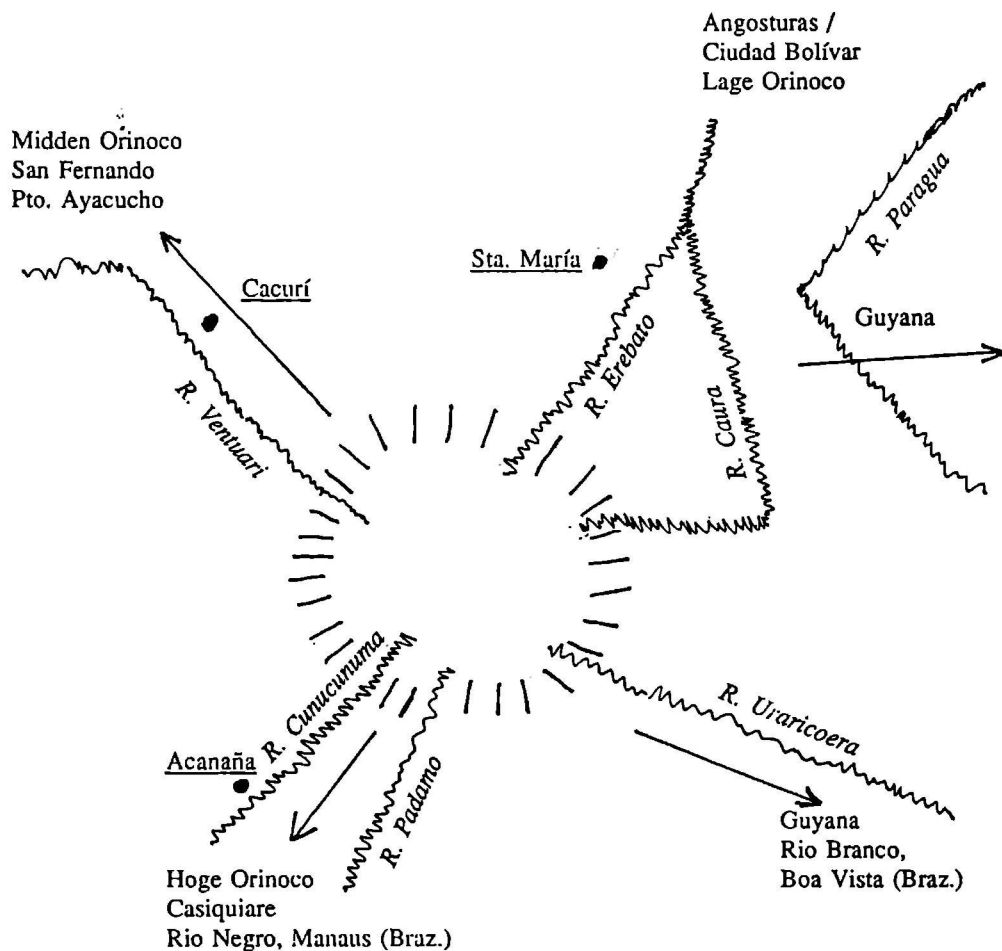 Angosturas /
Ciudad Bolívar
Lage Orinoco
Midden Orinoco
San Fernando
Pto. Ayacucho
R. Paragua
Sta. María
Cacurí
Guyana
R. Erebato
R. Ventuari
R. Caura
R. Cunucunuma
R. Uraricoera
Acanaña
R. Padamo
Guyana
Rio Branco,
Boa Vista (Braz.)
Hoge Orinoco
Casiquiare
Rio Negro, Manaus (Braz.)